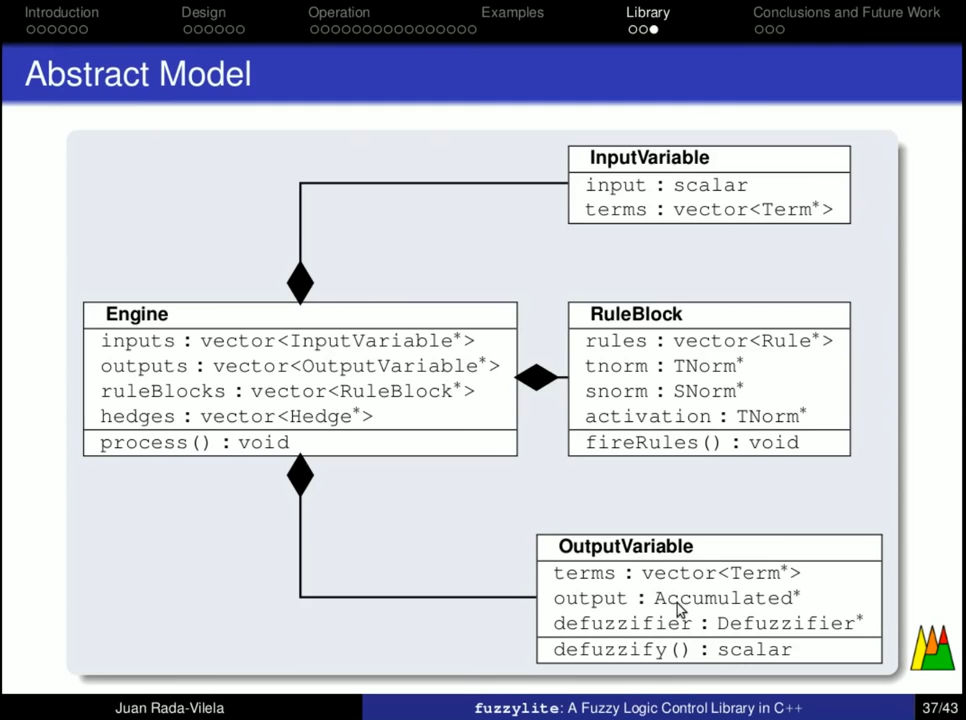 Introduction Design Operation Examples Library Conclusions and Future Work
Abstract Model
InputVariable
input : scalar
terms : vector<Term*>
Engine
inputs : vector<InputVariable*>
outputs : vector<OutputVariable*>
ruleBlocks : vector<RuleBlock*>
hedges : vector<Hedge*>
process() : void
RuleBlock
rules : vector<Rule*>
tnorm : TNorm*
snorm : SNorm*
activation : TNorm*
fireRules() : void
OutputVariable
terms : vector<Term*>
output : Accumulated*
defuzzifier : Defuzzifier*
defuzzify() : scalar
Juan Rada-Vilela fuzzylite: A Fuzzy Logic Control Library in C++ 37/43